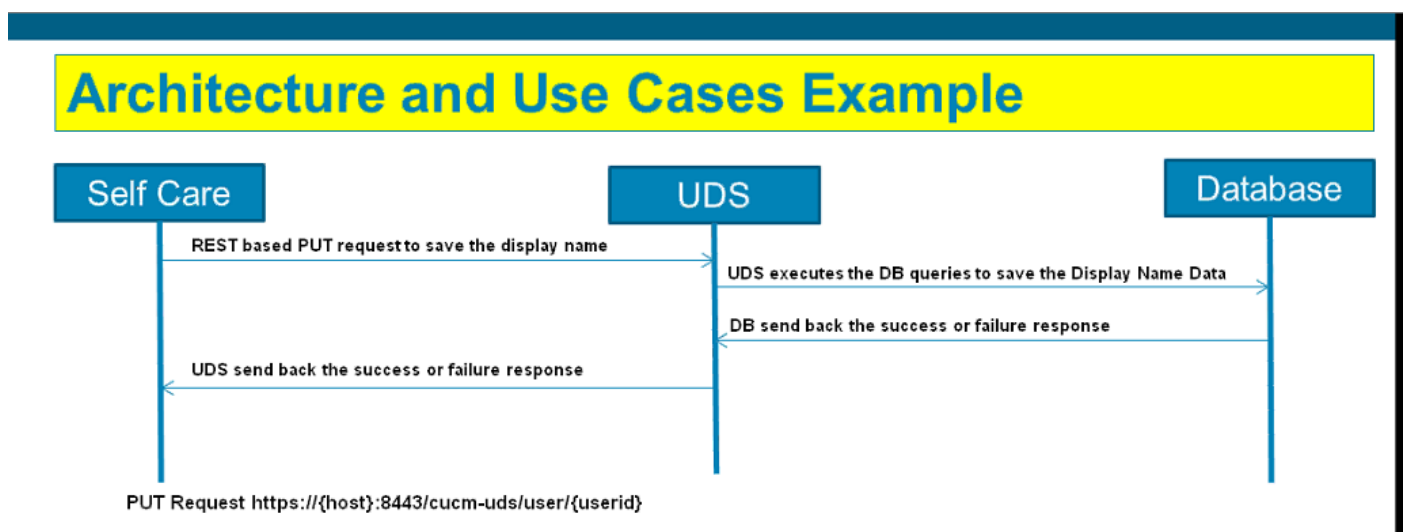 Architecture and Use Cases Example
Self Care
UDS
Database
REST based PUT request to save the display name
UDS executes the DB queries to save the Display Name Data
DB send back the success or failure response
UDS send back the success or failure response
PUT Request https://{host}:8443/cucm-uds/user/{userid}